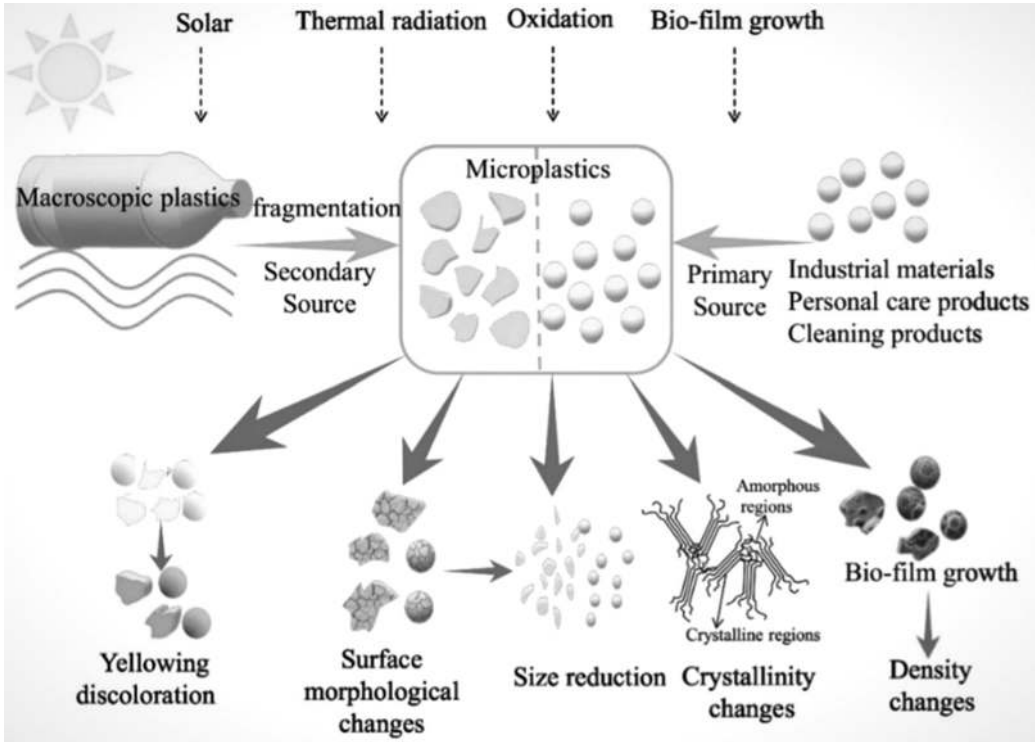 Solar
Thermal radiation
Oxidation
Bio-film growth
Macroscopic plastics
fragmentation
Secondary
Source
Microplastics
Primary
Source
Industrial materials
Personal care products
Cleaning products
Yellowing
discoloration
Surface
morphological
changes
Size reduction
Amorphous
regions
Crystalline regions
Crystallinity
changes
Bio-film growth
Density
changes